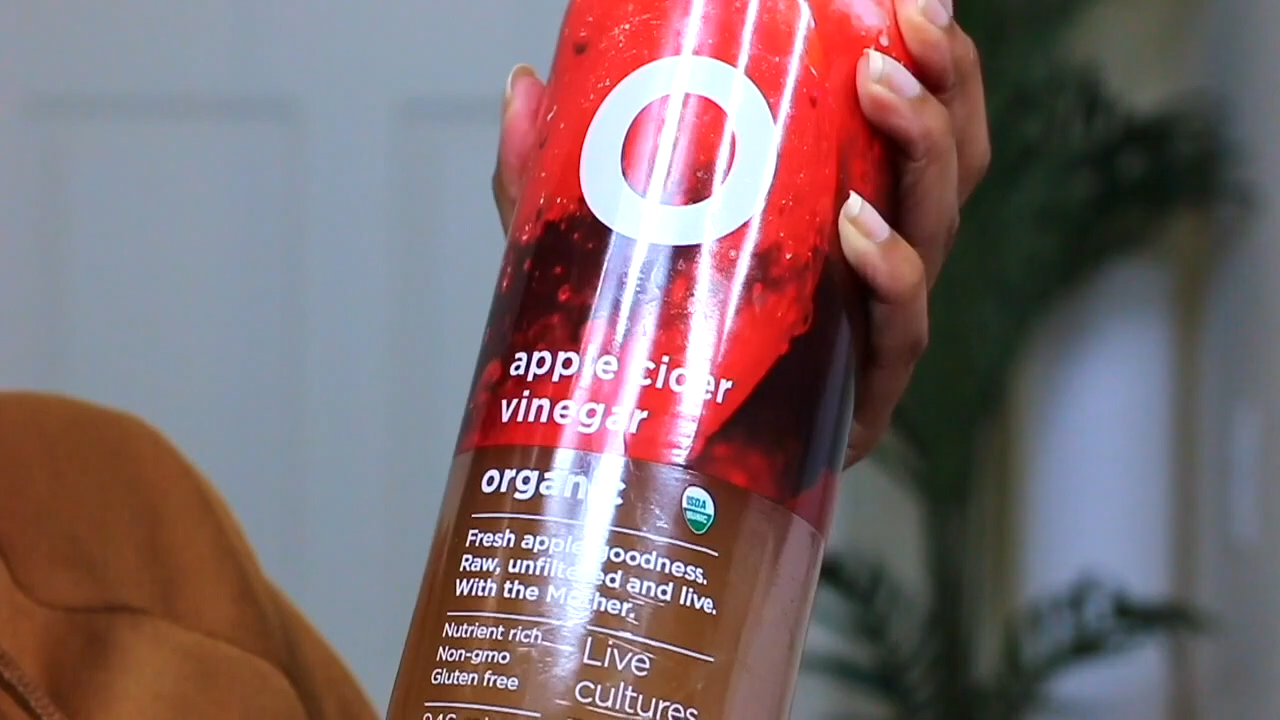 O
apple cider
vinegar
organic
USDA
ORGANIC
Fresh apple goodness.
Raw, unfiltered and live.
With the Mother.
Nutrient rich
Non-gmo
Gluten free
Live
cultures